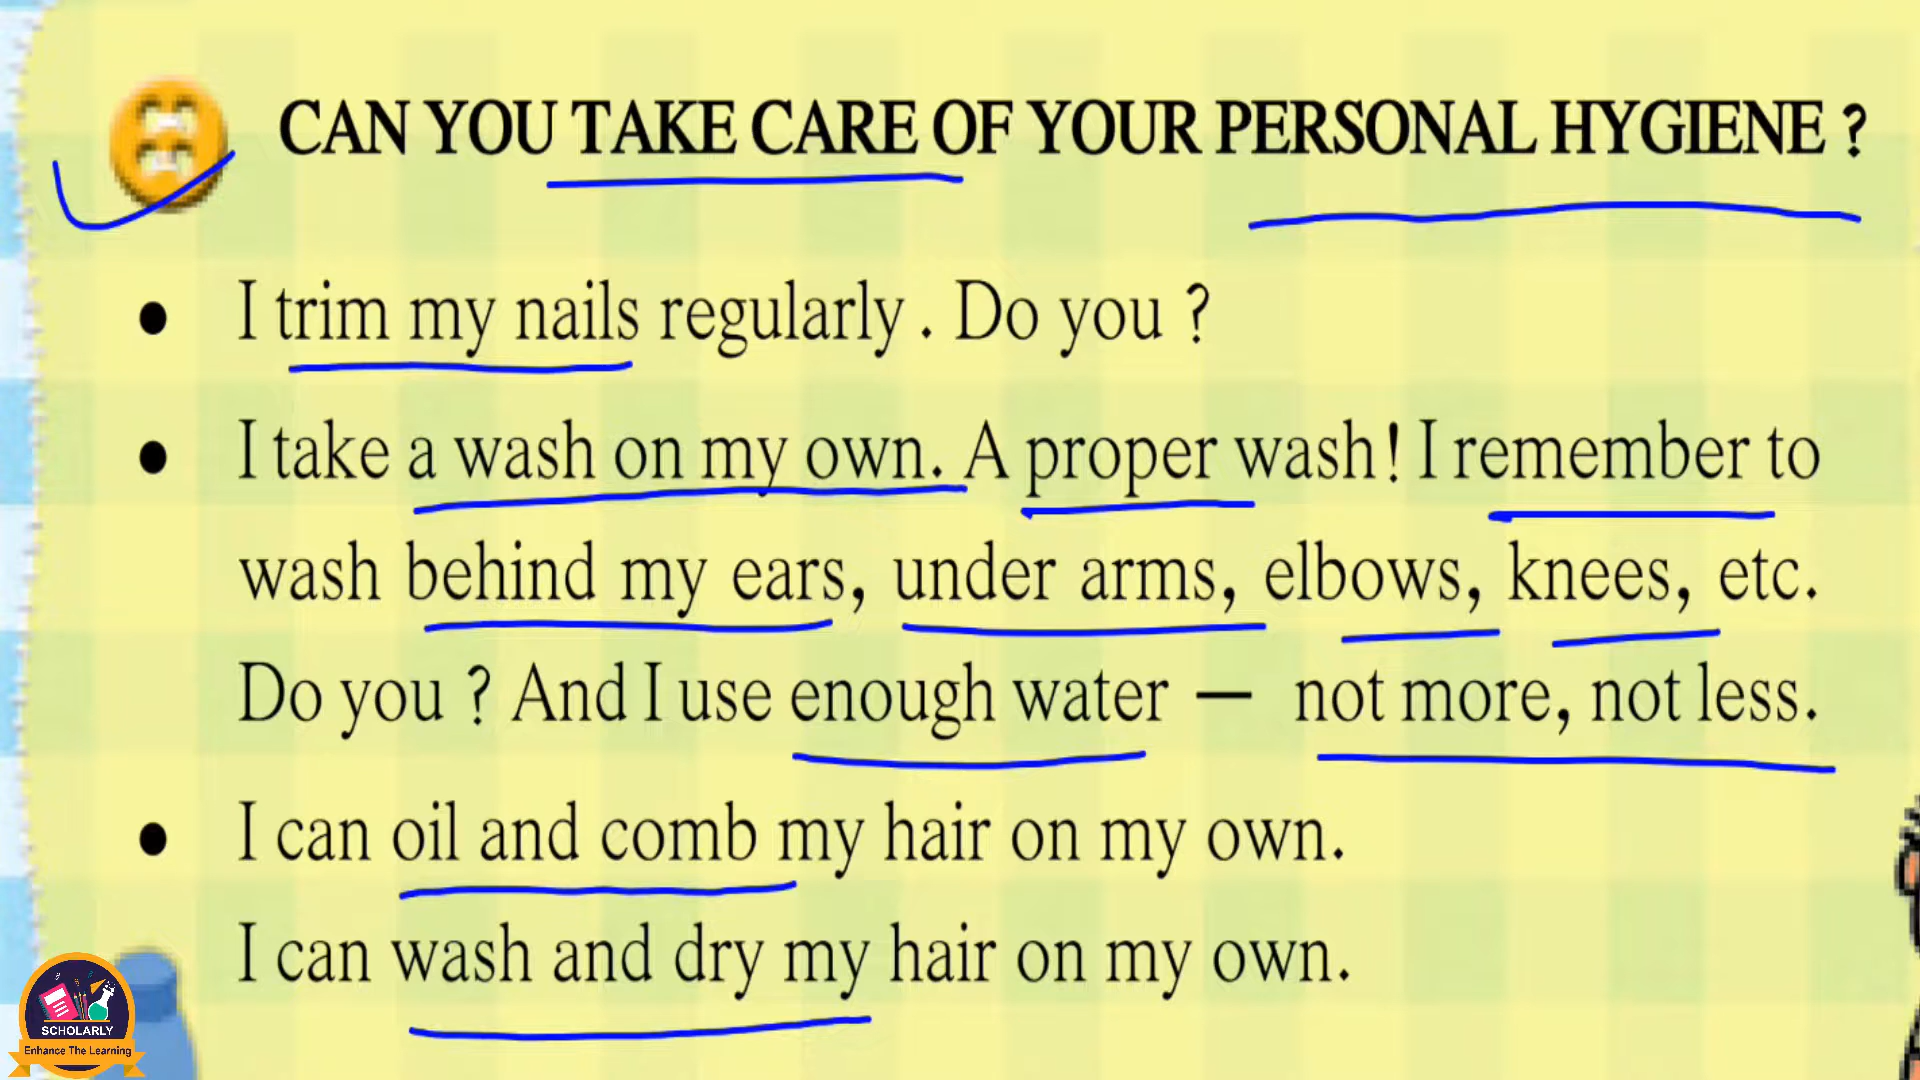 CAN YOU TAKE CARE OF YOUR PERSONAL HYGIENE ?
• I trim my nails regularly . Do you ?
• I take a wash on my own. A proper wash! I remember to
wash behind my ears, under arms, elbows, knees, etc.
Do you ? And I use enough water — not more, not less.
• I can oil and comb my hair on my own.
I can wash and dry my hair on my own.
SCHOLARLY
Enhance The Learning